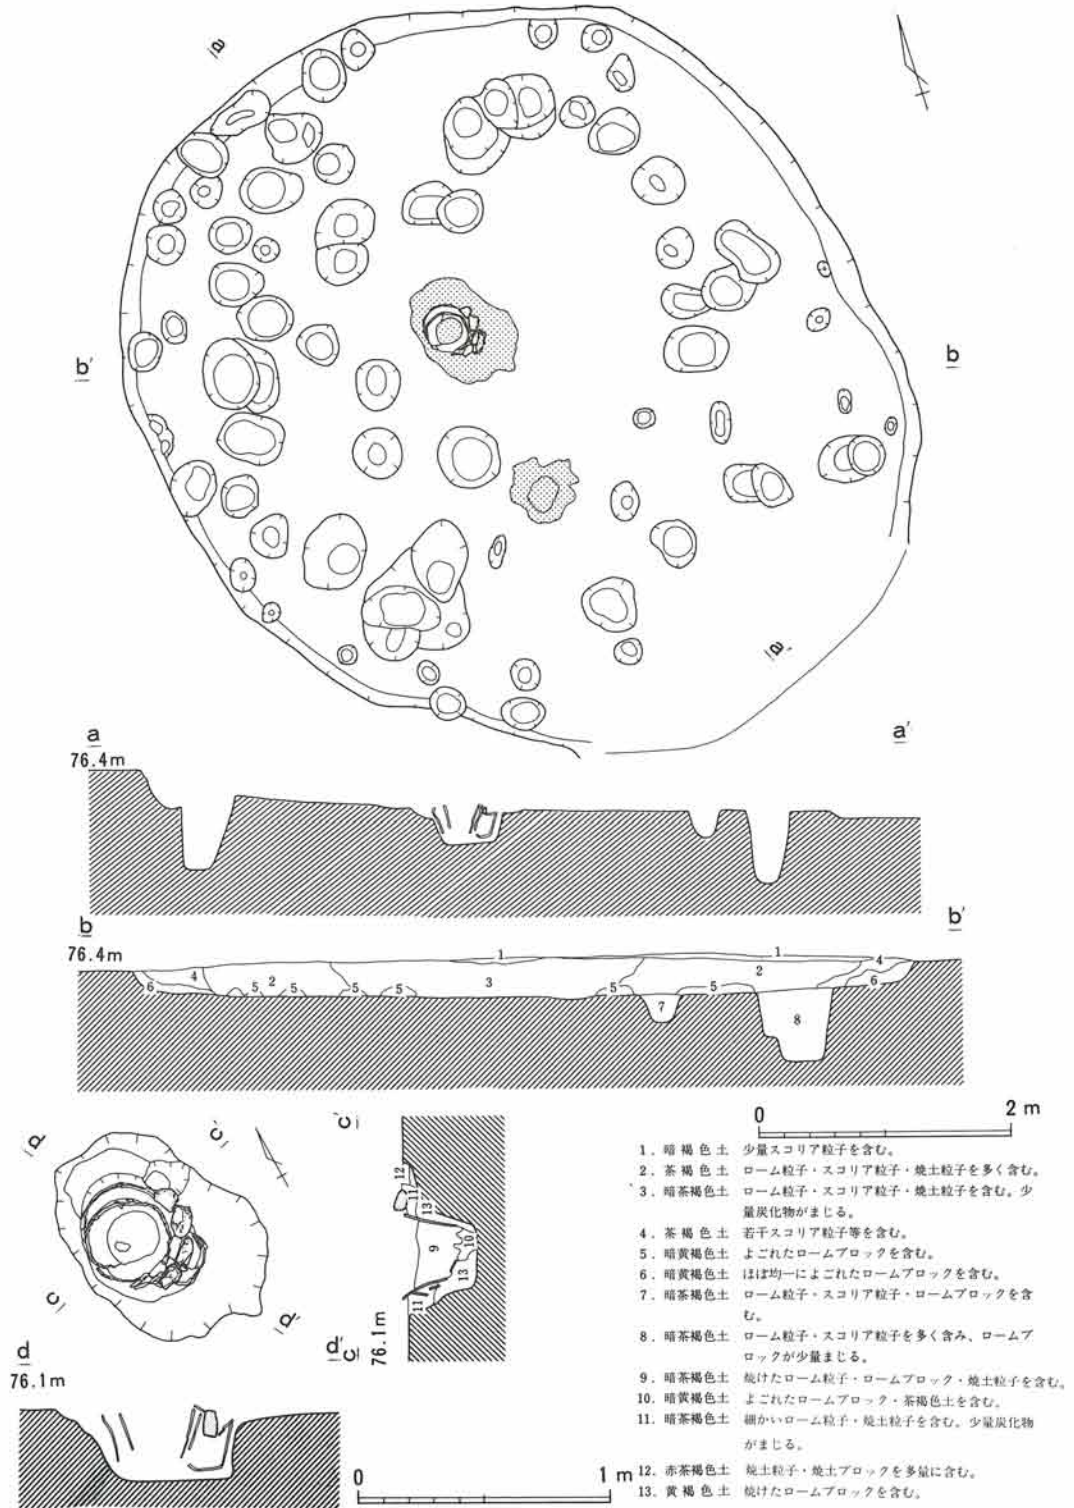 a
b'
b
a'
a
a'
76.4m
b
b'
76.4m
1
1
4
4
2
2
3
6
5
5
5
5
5
5
6
7
8
0
2 m
d
c'
c
d'
c'
12
11
13
9
10
13
11
76.1m
c
d
d'
76.1m
0
1 m
1. 暗褐色土 少量スコリア粒子を含む。
2. 茶褐色土 ローム粒子・スコリア粒子・焼土粒子を多く含む。
3. 暗茶褐色土 ローム粒子・スコリア粒子・焼土粒子を含む。少
量炭化物がまじる。
4. 茶褐色土 若干スコリア粒子等を含む。
5. 暗黄褐色土 よごれたロームブロックを含む。
6. 暗黄褐色土 ほぼ均一によごれたロームブロックを含む。
7. 暗茶褐色土 ローム粒子・スコリア粒子・ロームブロックを含
む。
8. 暗茶褐色土 ローム粒子・スコリア粒子を多く含み、ロームブ
ロックが少量まじる。
9. 暗茶褐色土 焼けたローム粒子・ロームブロック・焼土粒子を含む。
10. 暗黄褐色土 よごれたロームブロック・茶褐色土を含む。
11. 暗茶褐色土 細かいローム粒子・焼土粒子を含む。少量炭化物
がまじる。
12. 赤茶褐色土 焼土粒子・焼土ブロックを多量に含む。
13. 黄褐色土 焼けたロームブロックを含む。